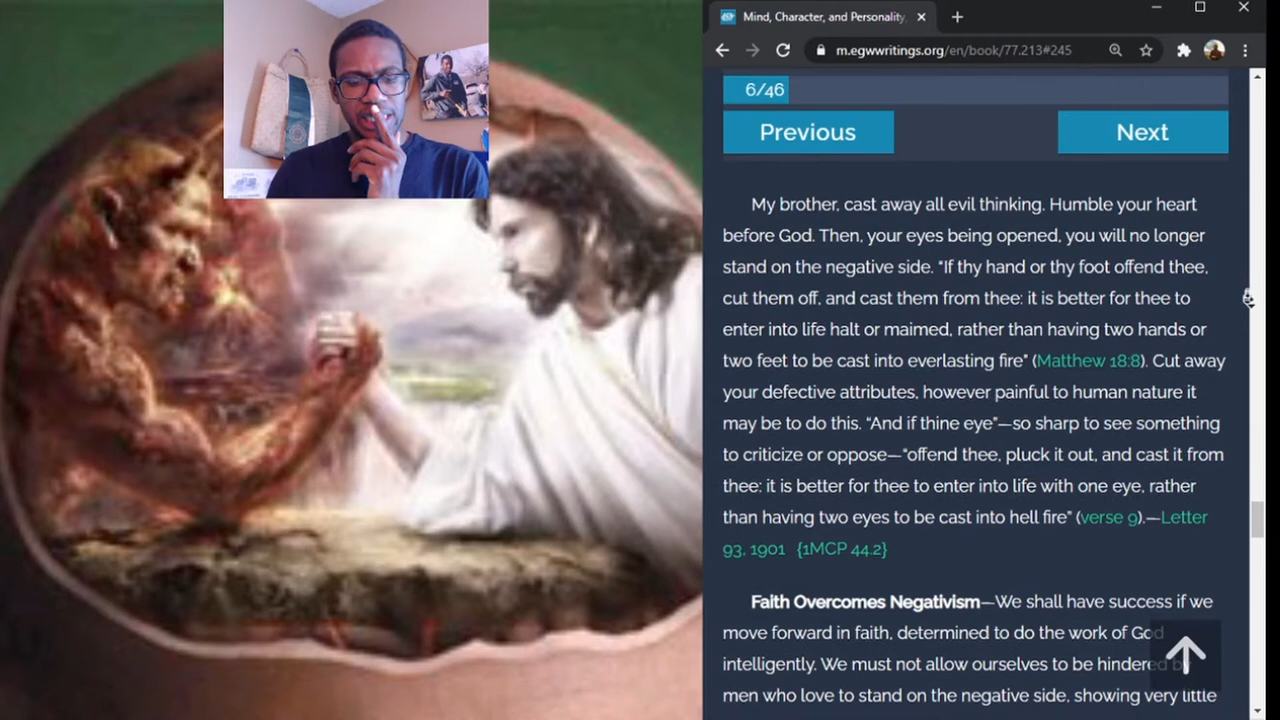 Mind, Character, and Personality,
m.egwwritings.org/en/book/77.213#245
6/46
Previous
Next
My brother, cast away all evil thinking. Humble your heart
before God. Then, your eyes being opened, you will no longer
stand on the negative side. “If thy hand or thy foot offend thee,
cut them off, and cast them from thee: it is better for thee to
enter into life halt or maimed, rather than having two hands or
two feet to be cast into everlasting fire” (Matthew 18:8). Cut away
your defective attributes, however painful to human nature it
may be to do this. “And if thine eye”—so sharp to see something
to criticize or oppose—“offend thee, pluck it out, and cast it from
thee: it is better for thee to enter into life with one eye, rather
than having two eyes to be cast into hell fire” (verse 9).—Letter
93, 1901 {1MCP 44.2}
Faith Overcomes Negativism—We shall have success if we
move forward in faith, determined to do the work of God
intelligently. We must not allow ourselves to be hindered by
men who love to stand on the negative side, showing very little